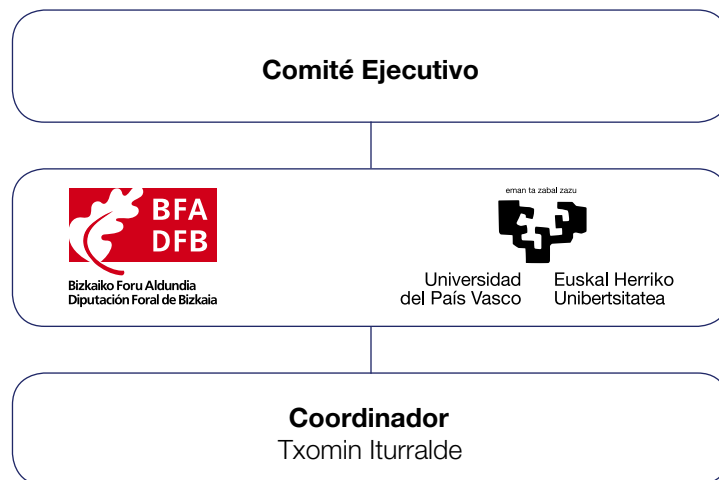 Comité Ejecutivo
BFA
DFB
Bizkaiko Foru Aldundia
Diputación Foral de Bizkaia
eman ta zabal zazu
Universidad
del País Vasco
Euskal Herriko
Unibertsitatea
Coordinador
Txomin Iturralde